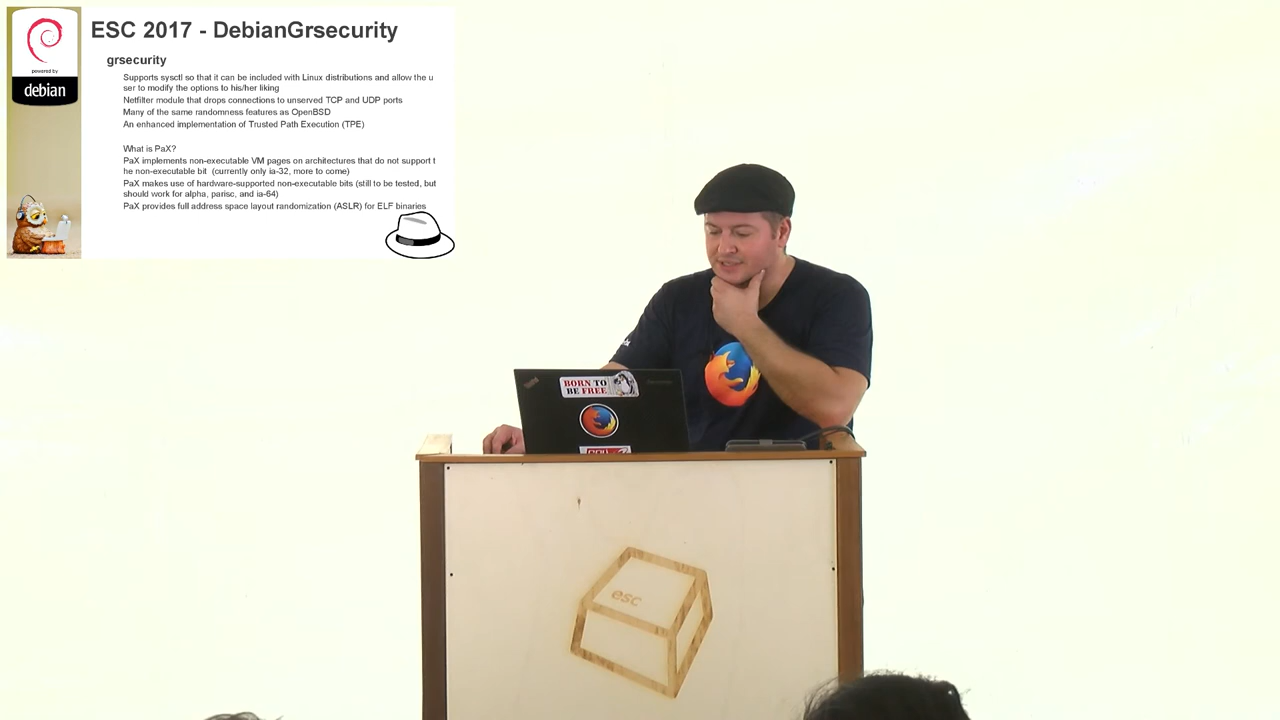 ESC 2017 - DebianGrsecurity
powered by
debian
grsecurity
Supports sysctl so that it can be included with Linux distributions and allow the u
ser to modify the options to his/her liking
Netfilter module that drops connections to unserved TCP and UDP ports
Many of the same randomness features as OpenBSD
An enhanced implementation of Trusted Path Execution (TPE)
What is PaX?
PaX implements non-executable VM pages on architectures that do not support t
he non-executable bit (currently only ia-32, more to come)
PaX makes use of hardware-supported non-executable bits (still to be tested, but
should work for alpha, parisc, and ia-64)
PaX provides full address space layout randomization (ASLR) for ELF binaries
BORN TO
BE FREE
esc